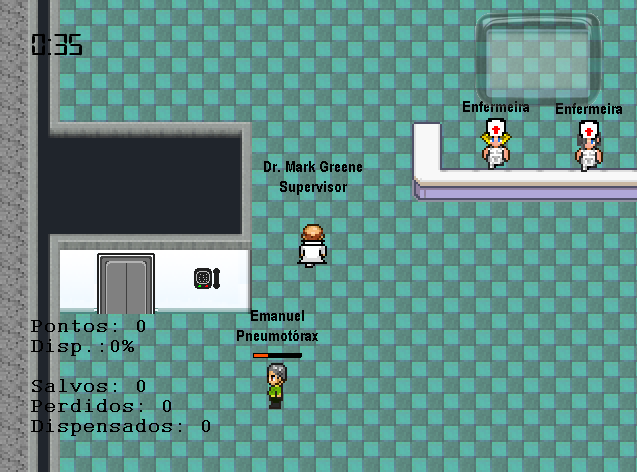 0:35
Enfermeira
Enfermeira
Dr. Mark Greene
Supervisor
Emanuel
Pneumotórax
Pontos: 0
Disp.:0%
Salvos: 0
Perdidos: 0
Dispensados: 0